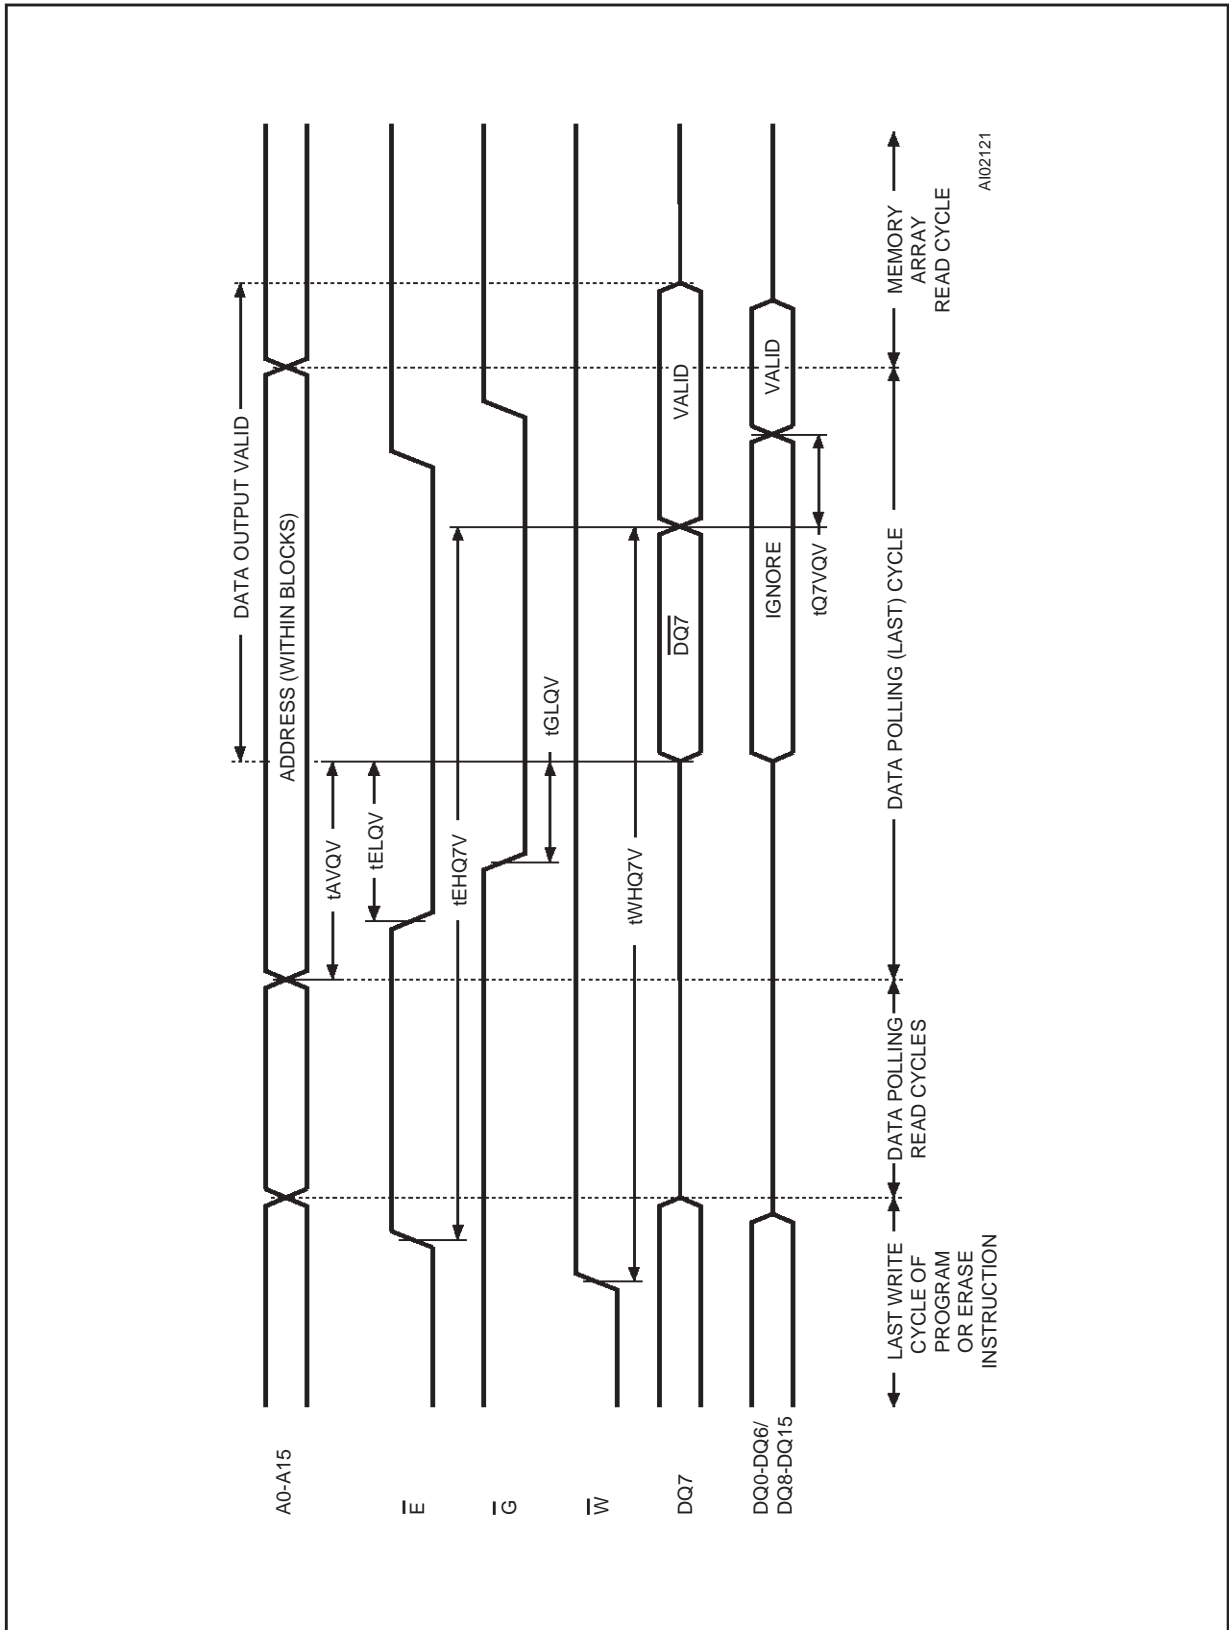 DATA OUTPUT VALID
A0-A15
ADDRESS (WITHIN BLOCKS)
tAVQV
tELQV
E̅
tEHQ7V
G̅
tGLQV
W̅
tWHQ7V
DQ7
D̅Q̅7̅
VALID
DQ0-DQ6/
DQ8-DQ15
IGNORE
VALID
tQ7VQV
LAST WRITE
CYCLE OF
PROGRAM
OR ERASE
INSTRUCTION
DATA POLLING
READ CYCLES
DATA POLLING (LAST) CYCLE
MEMORY
ARRAY
READ CYCLE
AI02121